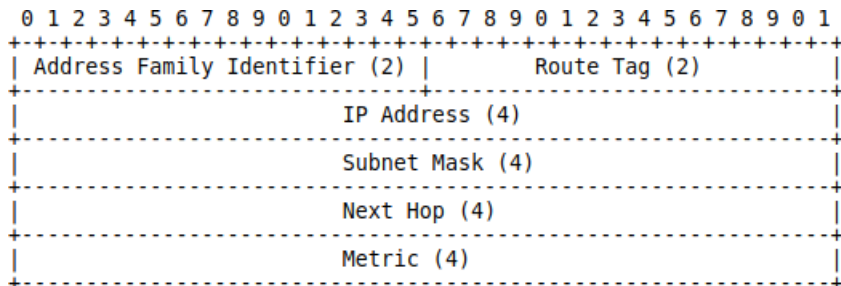 0 1 2 3 4 5 6 7 8 9 0 1 2 3 4 5 6 7 8 9 0 1 2 3 4 5 6 7 8 9 0 1
Address Family Identifier (2) | Route Tag (2)
IP Address (4)
Subnet Mask (4)
Next Hop (4)
Metric (4)